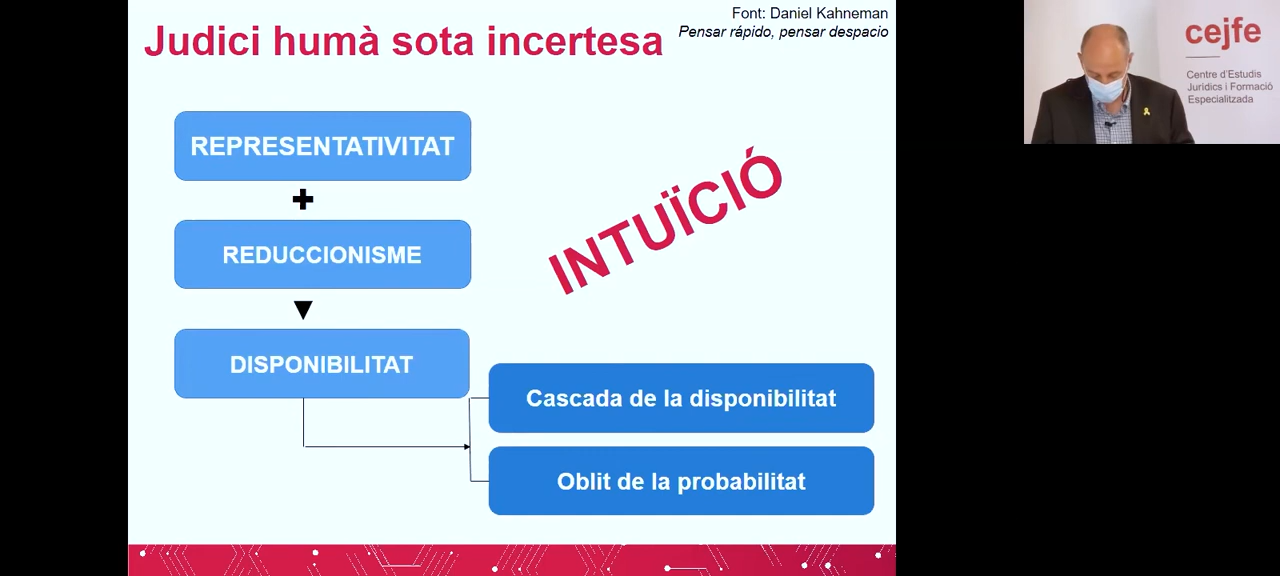 Judici humà sota incertesa
Font: Daniel Kahneman
Pensar rápido, pensar despacio
REPRESENTATIVITAT
REDUCCIONISME
DISPONIBILITAT
INTUÏCIÓ
Cascada de la disponibilitat
Oblit de la probabilitat
cejfe
Centre d'Estudis
Jurídics i Formació
Especialitzada